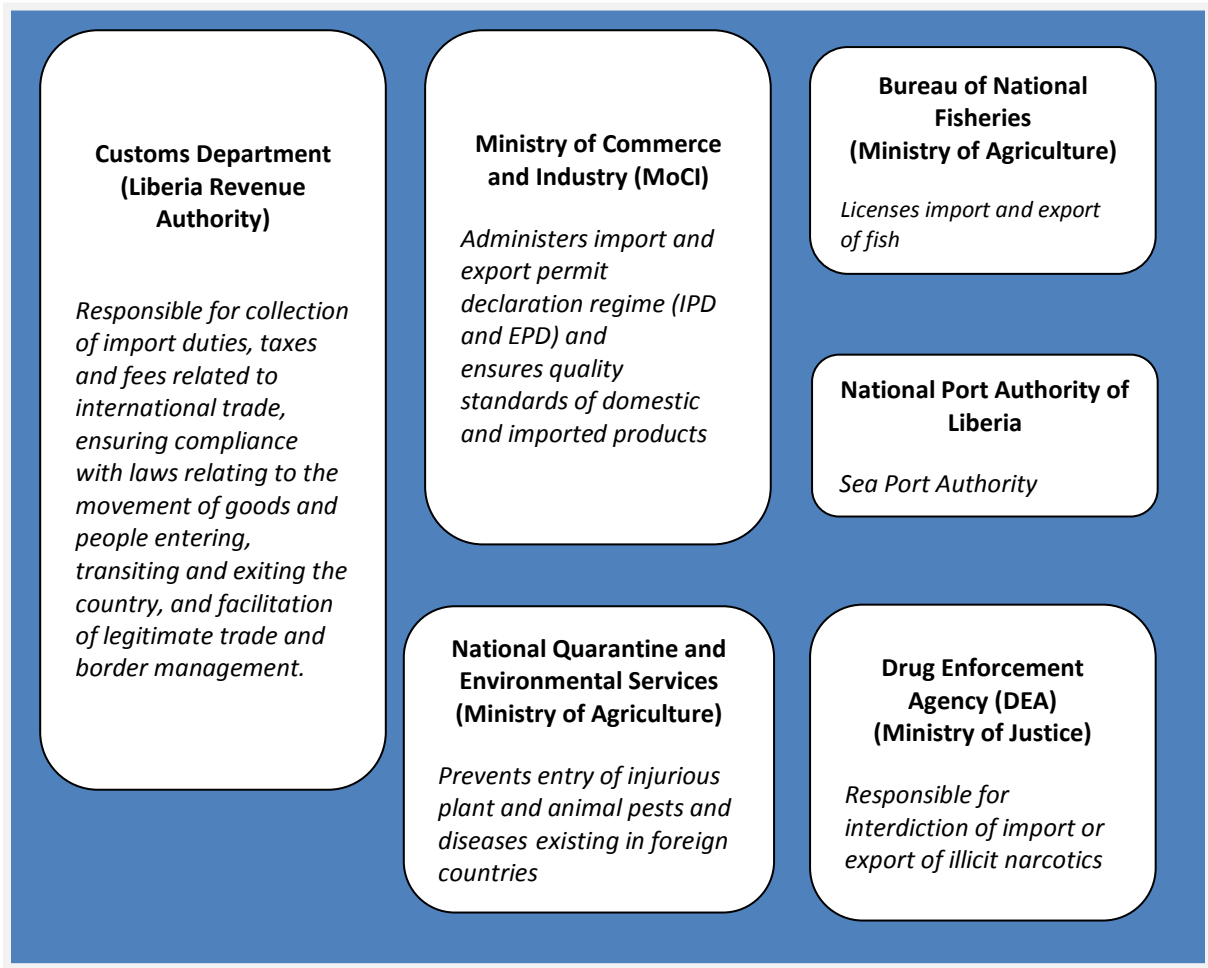 Customs Department
(Liberia Revenue
Authority)
Responsible for collection
of import duties, taxes
and fees related to
international trade,
ensuring compliance
with laws relating to the
movement of goods and
people entering,
transiting and exiting the
country, and facilitation
of legitimate trade and
border management.
Ministry of Commerce
and Industry (MoCI)
Administers import and
export permit
declaration regime (IPD
and EPD) and
ensures quality
standards of domestic
and imported products
Bureau of National
Fisheries
(Ministry of Agriculture)
Licenses import and export
of fish
National Port Authority of
Liberia
Sea Port Authority
National Quarantine and
Environmental Services
(Ministry of Agriculture)
Prevents entry of injurious
plant and animal pests and
diseases existing in foreign
countries
Drug Enforcement
Agency (DEA)
(Ministry of Justice)
Responsible for
interdiction of import or
export of illicit narcotics